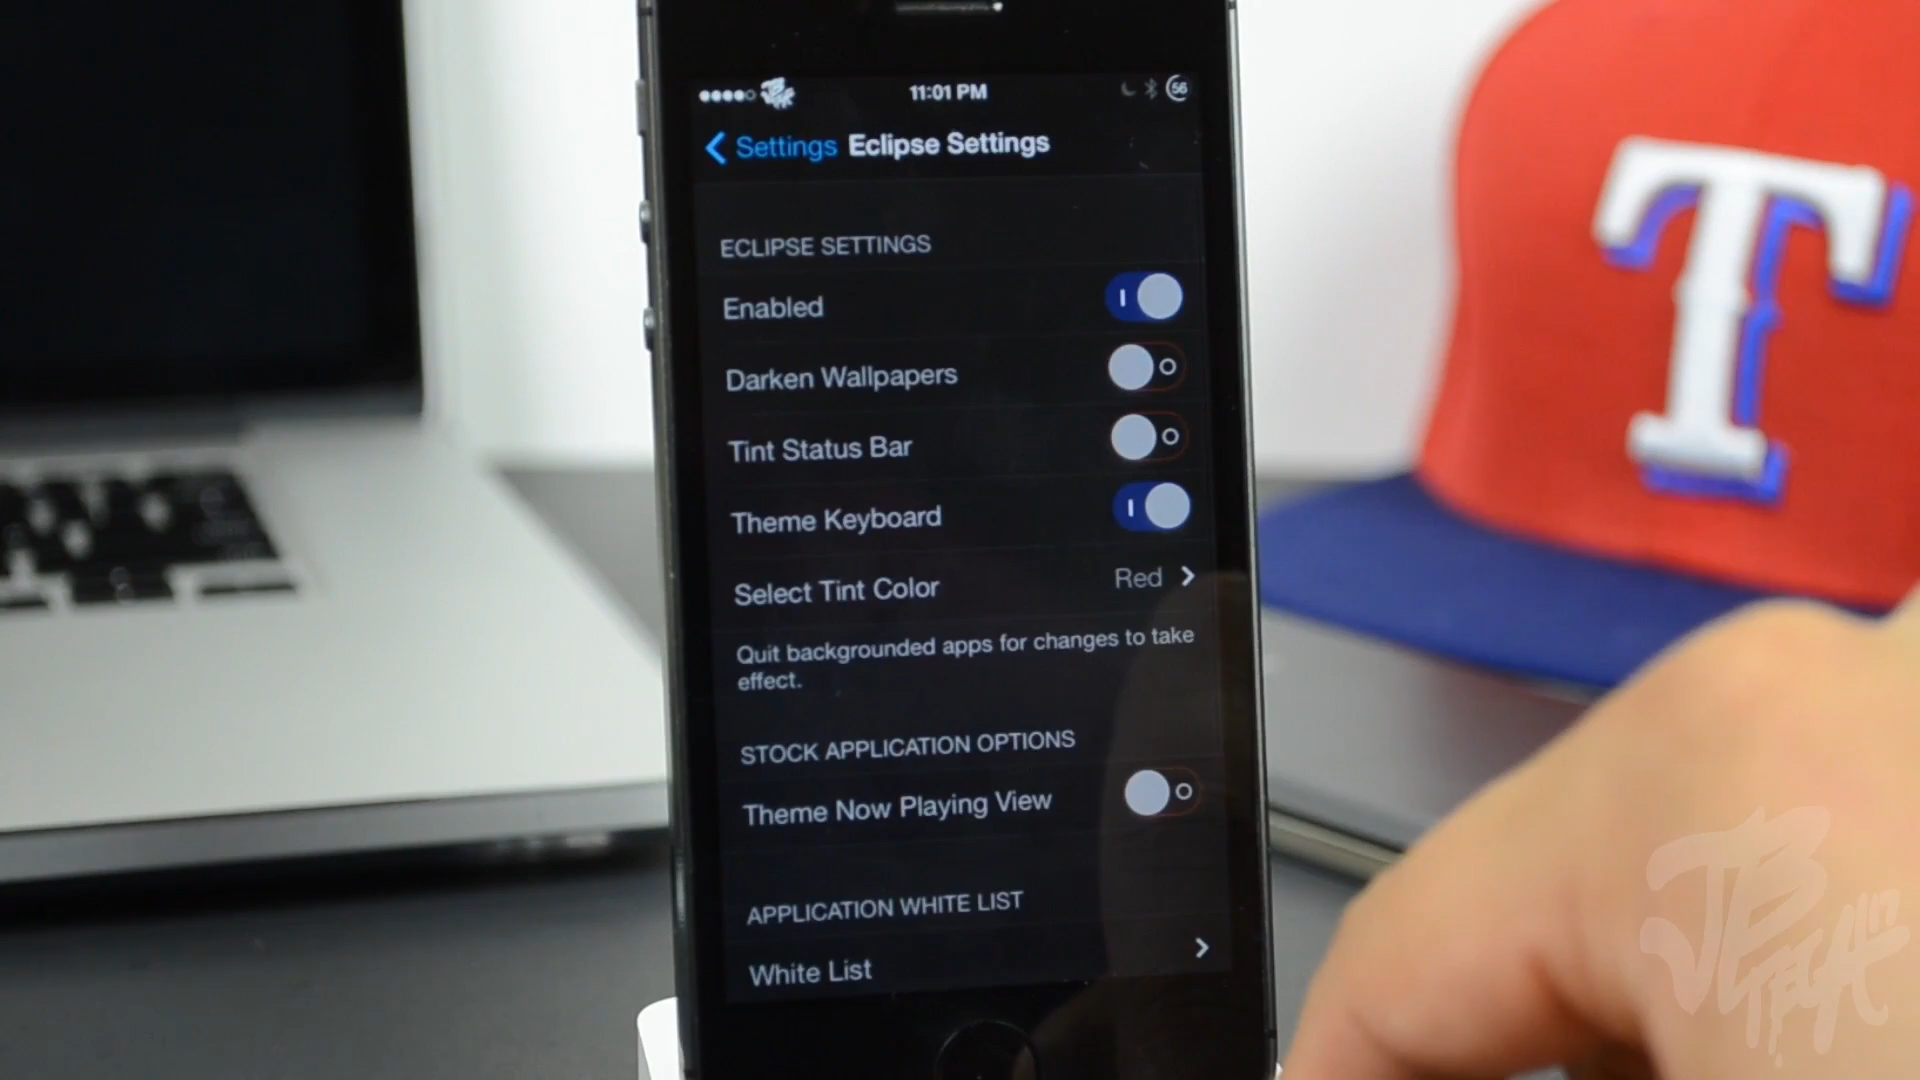 11:01 PM
56
Settings Eclipse Settings
ECLIPSE SETTINGS
Enabled
Darken Wallpapers
Tint Status Bar
Theme Keyboard
Select Tint Color Red
Quit backgrounded apps for changes to take
effect.
STOCK APPLICATION OPTIONS
Theme Now Playing View
APPLICATION WHITE LIST
White List
T